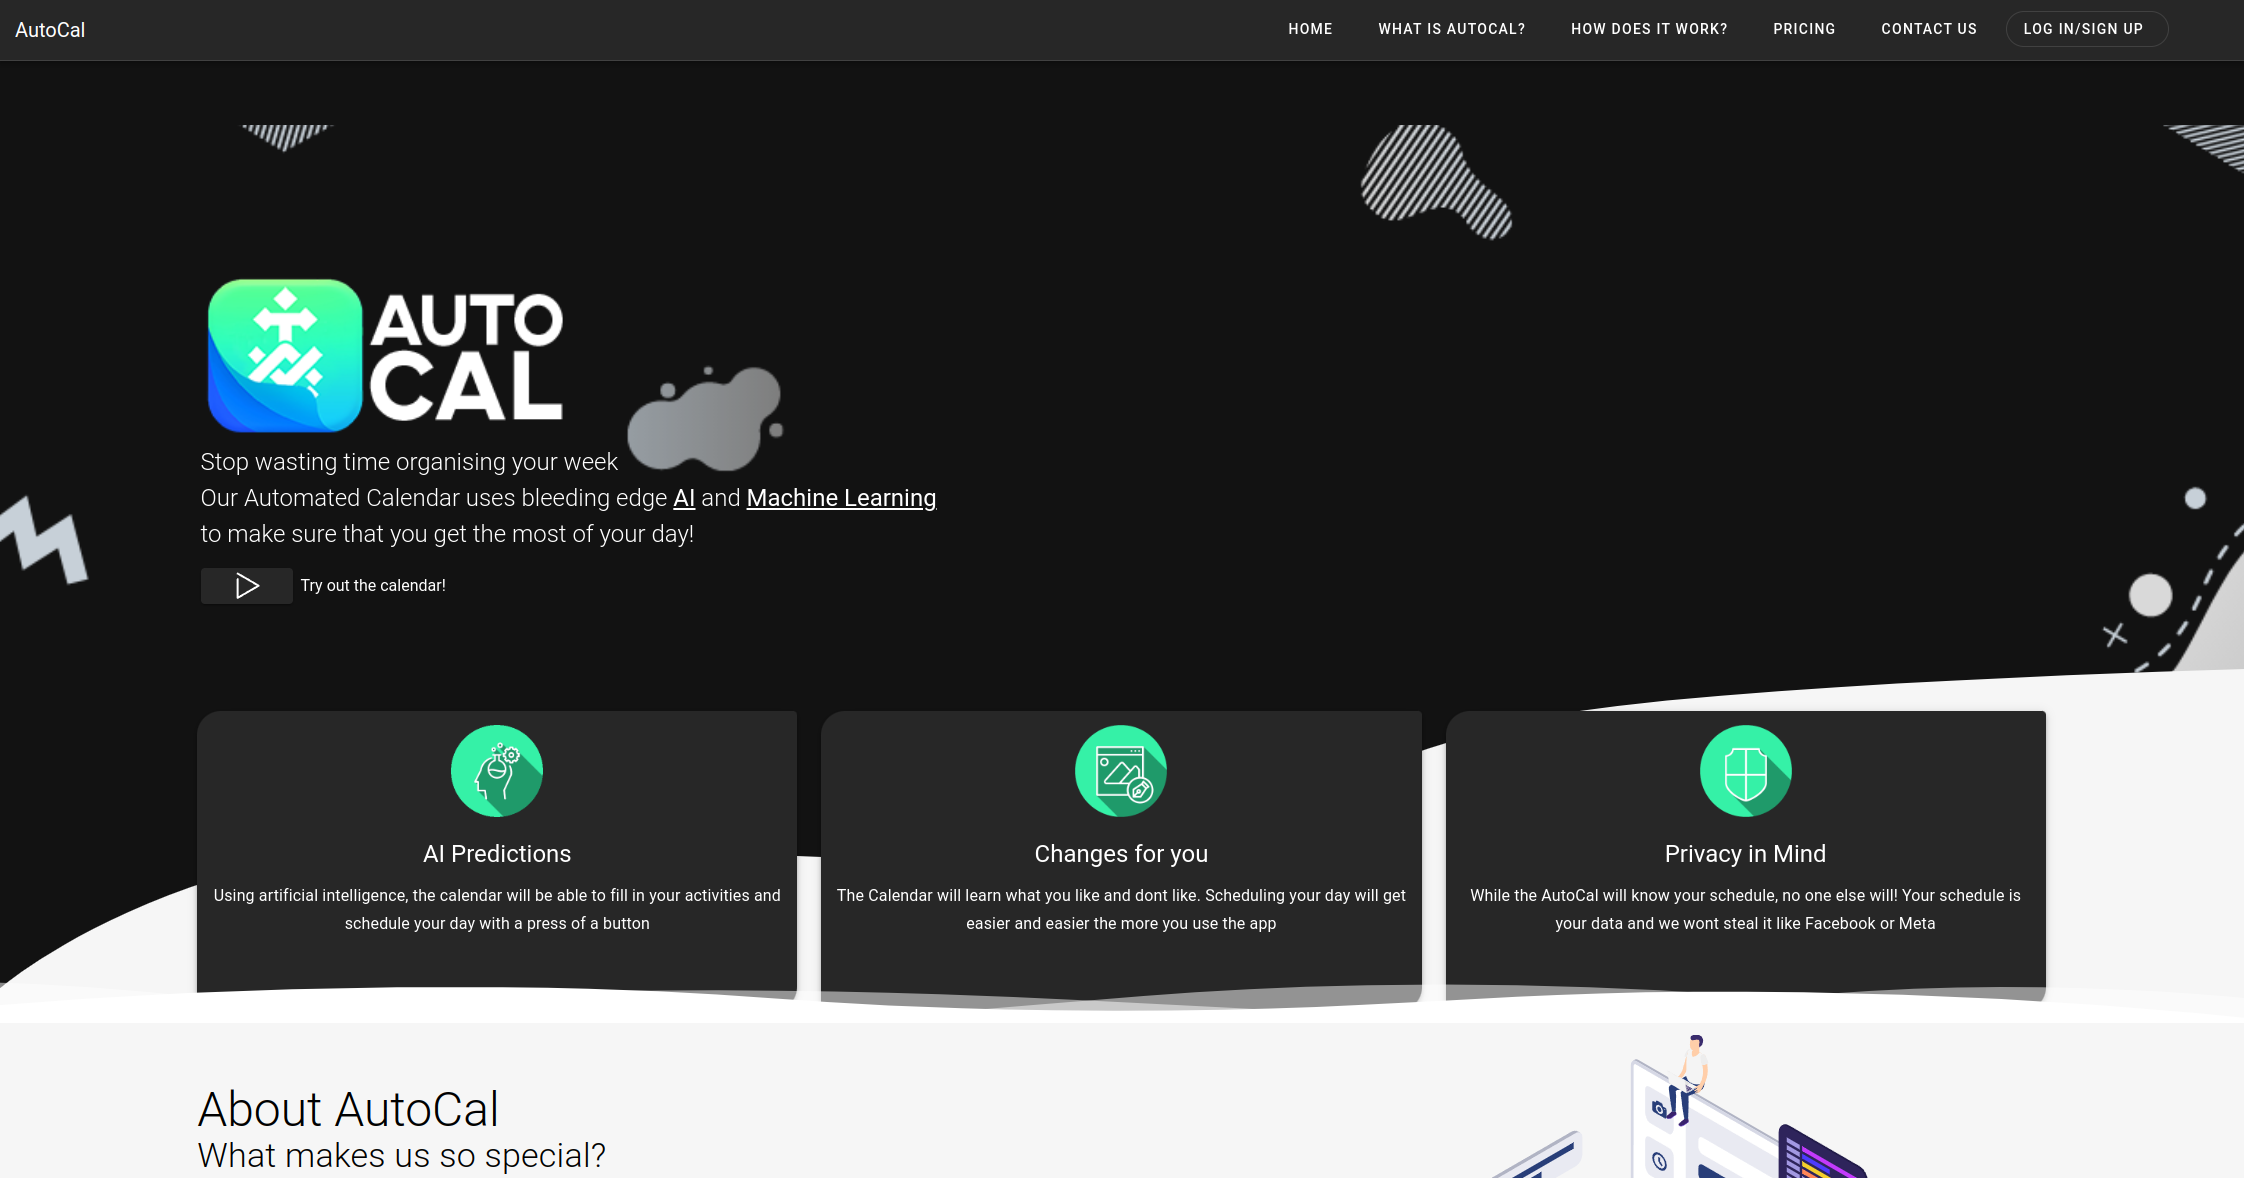 AutoCal
HOME
WHAT IS AUTOCAL?
HOW DOES IT WORK?
PRICING
CONTACT US
LOG IN/SIGN UP
AUTO
CAL
Stop wasting time organising your week
Our Automated Calendar uses bleeding edge AI and Machine Learning
to make sure that you get the most of your day!
Try out the calendar!
AI Predictions
Using artificial intelligence, the calendar will be able to fill in your activities and
schedule your day with a press of a button
Changes for you
The Calendar will learn what you like and dont like. Scheduling your day will get
easier and easier the more you use the app
Privacy in Mind
While the AutoCal will know your schedule, no one else will! Your schedule is
your data and we wont steal it like Facebook or Meta
About AutoCal
What makes us so special?